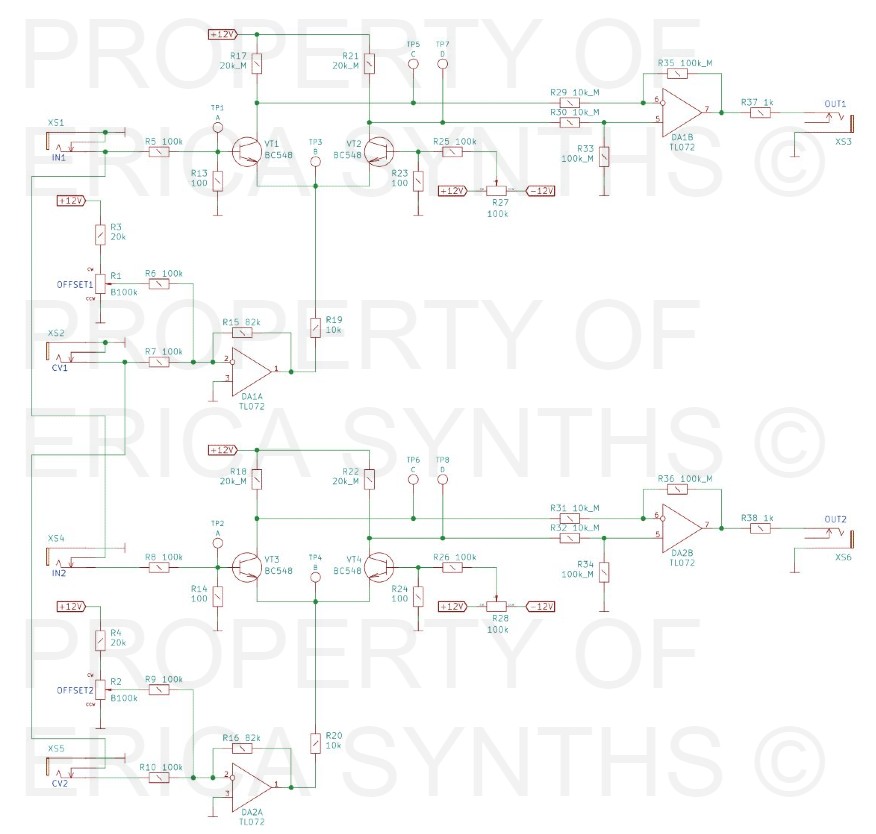 PROPERTY OF
ERICA SYNTHS ©
+12V
R17
20k_M
R21
20k_M
TP5
C
TP7
D
R35 100k_M
R29 10k_M
R30 10k_M
6
5
7
DA1B
TL072
R37 1k
OUT1
XS3
TP1
A
XS1
IN1
R5 100k
VT1
BC548
TP3
B
VT2
BC548
R25 100k
R33
100k_M
R13
100
R23
100
+12V
-12V
R27
100k
+12V
R3
20k
CW
R1
B100k
OFFSET1
CCW
R6 100k
PROPERTY OF
R19
10k
XS2
CV1
R7 100k
R15 82k
2
3
1
DA1A
TL072
ERICA SYNTHS ©
+12V
R18
20k_M
R22
20k_M
TP6
C
TP8
D
R36 100k_M
R31 10k_M
R32 10k_M
6
5
7
DA2B
TL072
R38 1k
OUT2
XS6
TP2
A
XS4
IN2
R8 100k
VT3
BC548
TP4
B
VT4
BC548
R26 100k
R34
100k_M
R14
100
R24
100
+12V
-12V
R28
100k
+12V
R4
20k
PROPERTY OF
CW
R2
B100k
OFFSET2
CCW
R9 100k
R20
10k
XS5
CV2
R10 100k
R16 82k
2
3
1
DA2A
TL072
ERICA SYNTHS ©